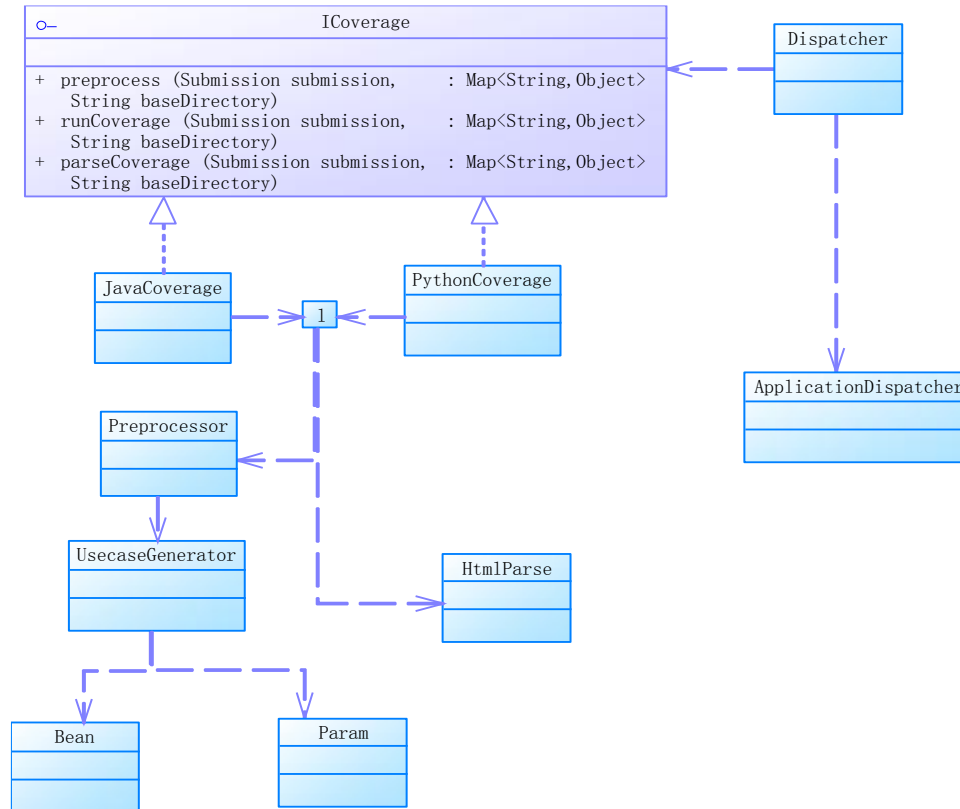 ICoverage
+ preprocess (Submission submission, : Map<String,Object>
String baseDirectory)
+ runCoverage (Submission submission, : Map<String,Object>
String baseDirectory)
+ parseCoverage (Submission submission, : Map<String,Object>
String baseDirectory)
Dispatcher
JavaCoverage
PythonCoverage
1
ApplicationDispatcher
Preprocessor
UsecaseGenerator
HtmlParse
Bean
Param